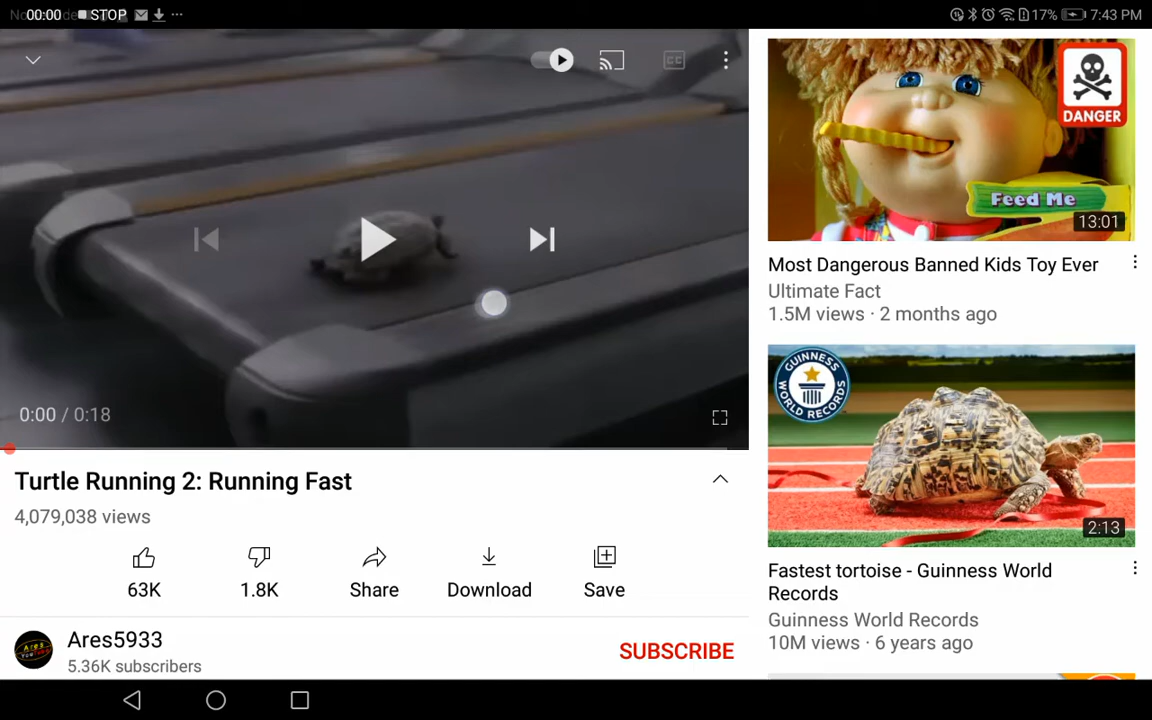 00:00 STOP ...
17% 7:43 PM
CC
0:00 / 0:18
Turtle Running 2: Running Fast
4,079,038 views
63K 1.8K Share Download Save
Ares5933
5.36K subscribers
SUBSCRIBE
DANGER
Feed Me
13:01
Most Dangerous Banned Kids Toy Ever
Ultimate Fact
1.5M views · 2 months ago
GUINNESS
WORLD RECORDS
2:13
Fastest tortoise - Guinness World
Records
Guinness World Records
10M views · 6 years ago